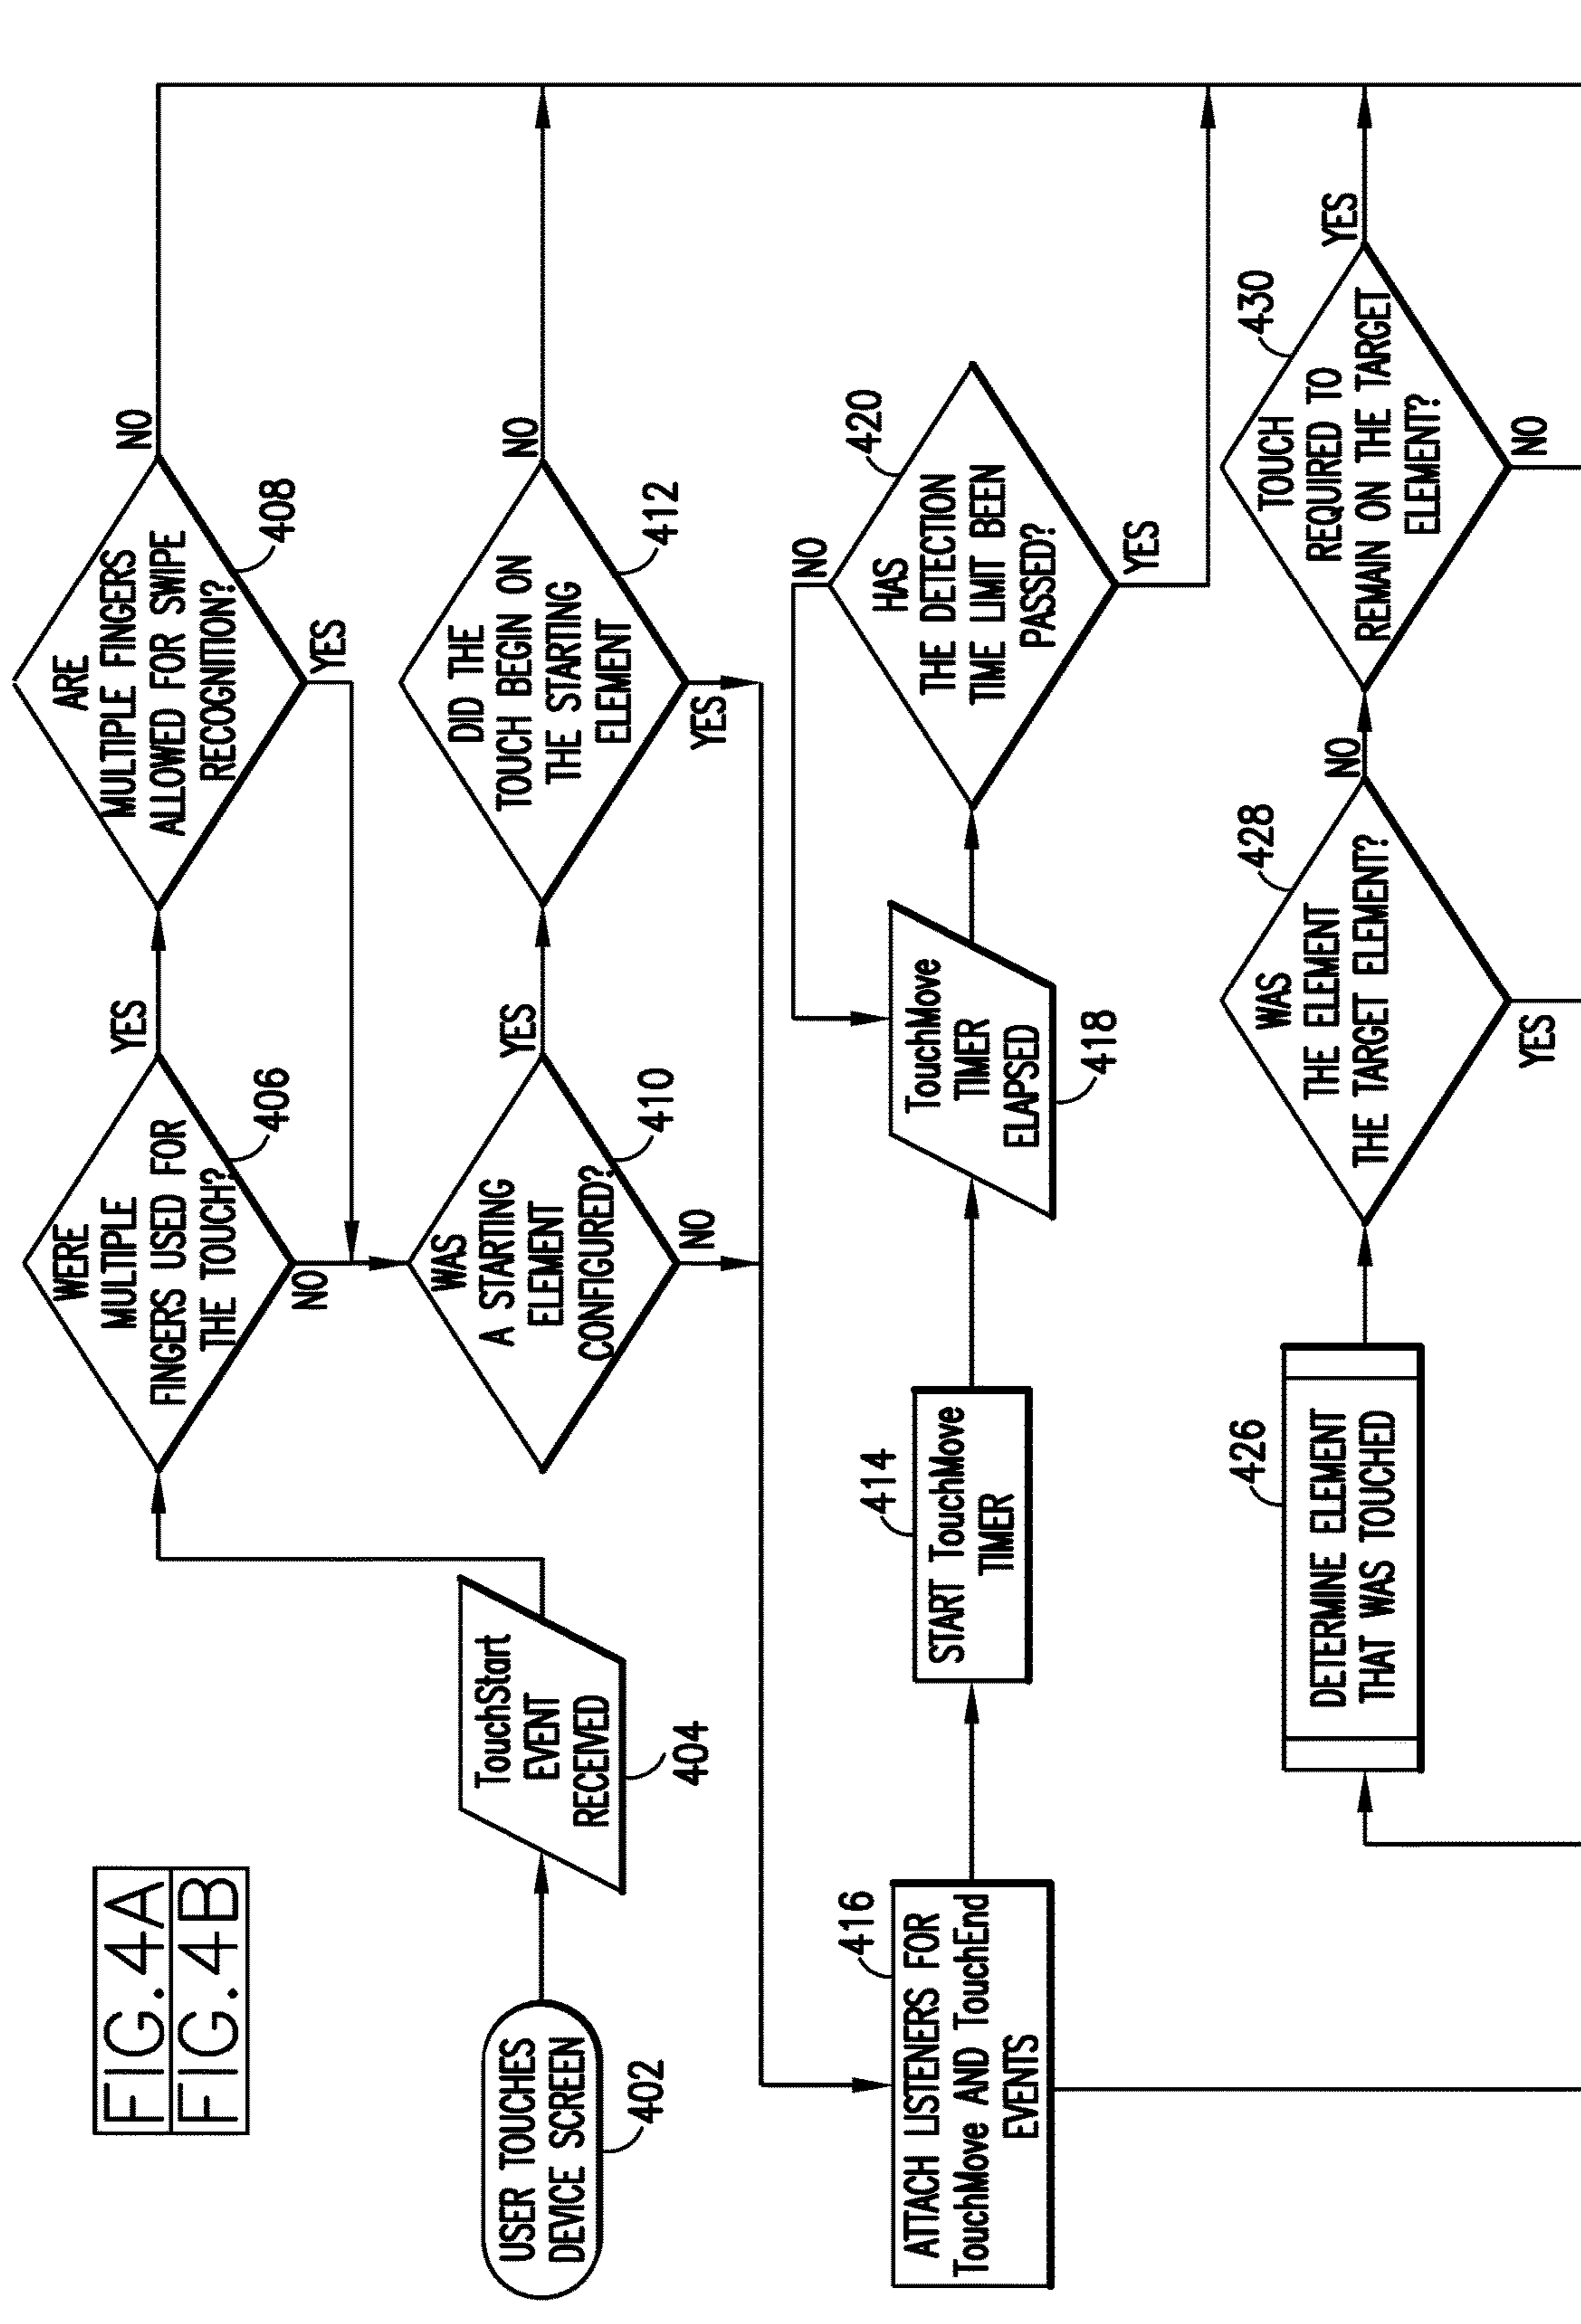 FIG.4A
FIG.4B
USER TOUCHES
DEVICE SCREEN
402
TouchStart
EVENT
RECEIVED
404
WERE
MULTIPLE
FINGERS USED FOR
THE TOUCH?
406
YES
NO
ARE
MULTIPLE FINGERS
ALLOWED FOR SWIPE
RECOGNITION?
408
NO
YES
WAS
A STARTING
ELEMENT
CONFIGURED?
410
YES
NO
DID THE
TOUCH BEGIN ON
THE STARTING
ELEMENT
412
NO
YES
416
ATTACH LISTENERS FOR
TouchMove AND TouchEnd
EVENTS
414
START TouchMove
TIMER
TouchMove
TIMER
ELAPSED
418
420
HAS
THE DETECTION
TIME LIMIT BEEN
PASSED?
NO
YES
426
DETERMINE ELEMENT
THAT WAS TOUCHED
428
WAS
THE ELEMENT
THE TARGET ELEMENT?
NO
YES
430
TOUCH
REQUIRED TO
REMAIN ON THE TARGET
ELEMENT?
YES
NO